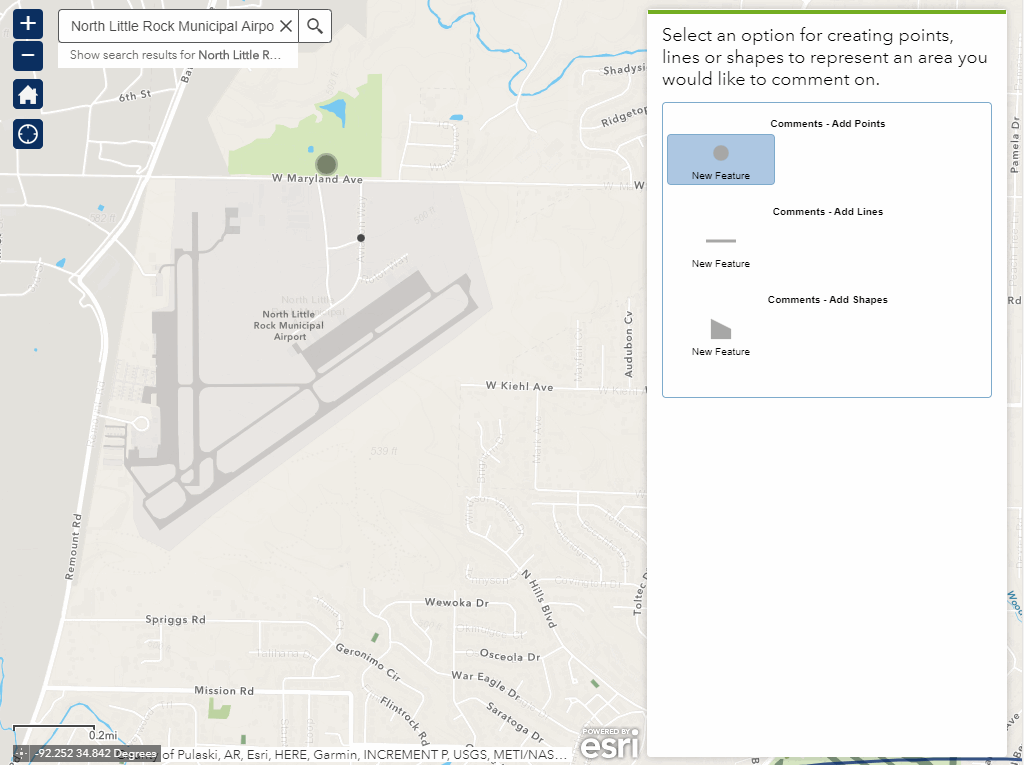 +
North Little Rock Municipal Airpo
Show search results for North Little R...
−
6th St
Shadysi
Ridgetop
Pamela Dr
W Maryland Ave
W
North Little
Rock Municipal
Airport
Audubon Cv
W Kiehl Ave
Rd
539 ft
Remount Rd
N Hills Blvd
Toltec D
Wewoka Dr
Spriggs Rd
Osceola Dr
Geronimo Cir
War Eagle Dr
Mission Rd
Flintrock Rd
Saratoga Dr
0.2mi
-92.252 34.842 Degrees
of Pulaski, AR, Esri, HERE, Garmin, INCREMENT P, USGS, METI/NAS...
POWERED BY
esri
Select an option for creating points,
lines or shapes to represent an area you
would like to comment on.
Comments - Add Points
New Feature
Comments - Add Lines
New Feature
Comments - Add Shapes
New Feature